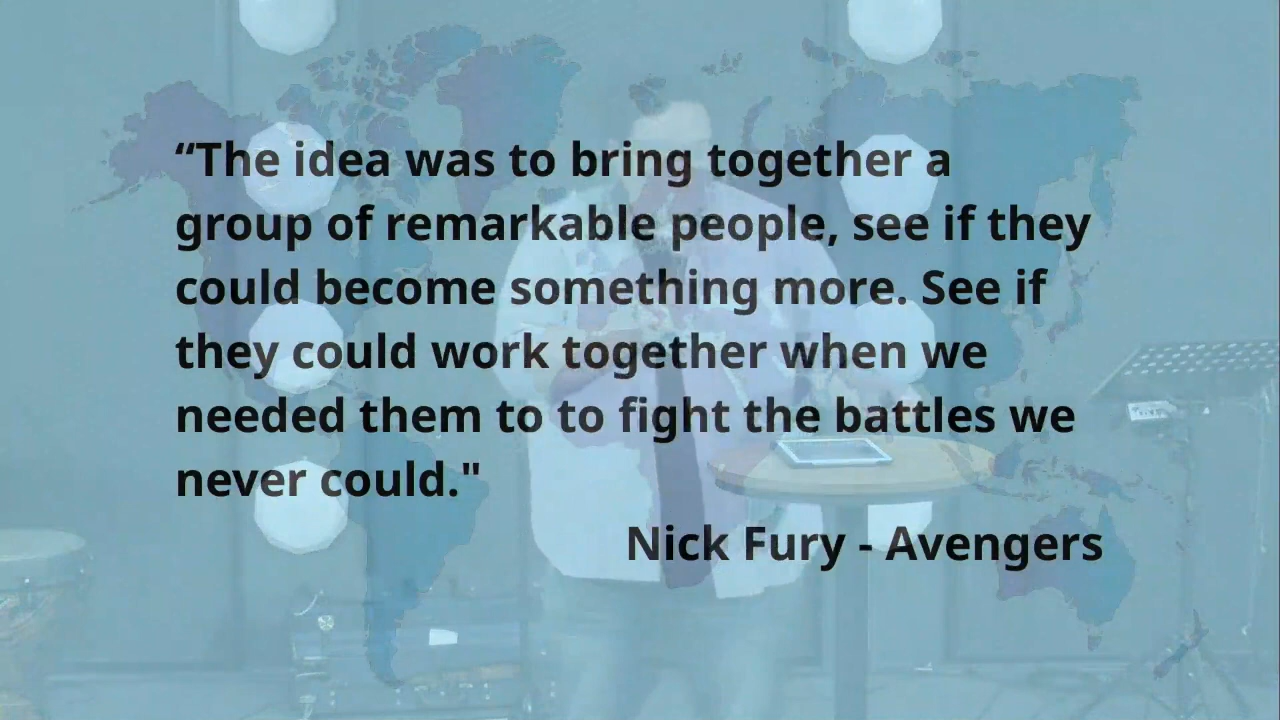 “The idea was to bring together a
group of remarkable people, see if they
could become something more. See if
they could work together when we
needed them to to fight the battles we
never could."
Nick Fury - Avengers